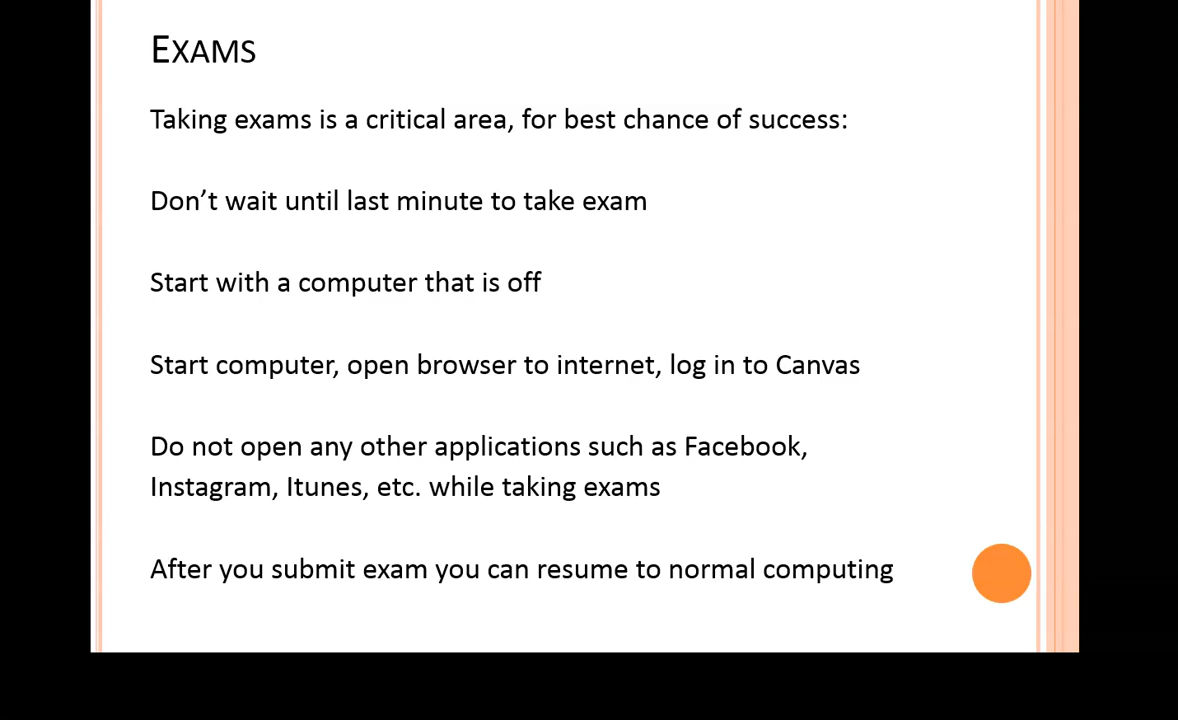 EXAMS
Taking exams is a critical area, for best chance of success:
Don’t wait until last minute to take exam
Start with a computer that is off
Start computer, open browser to internet, log in to Canvas
Do not open any other applications such as Facebook,
Instagram, Itunes, etc. while taking exams
After you submit exam you can resume to normal computing